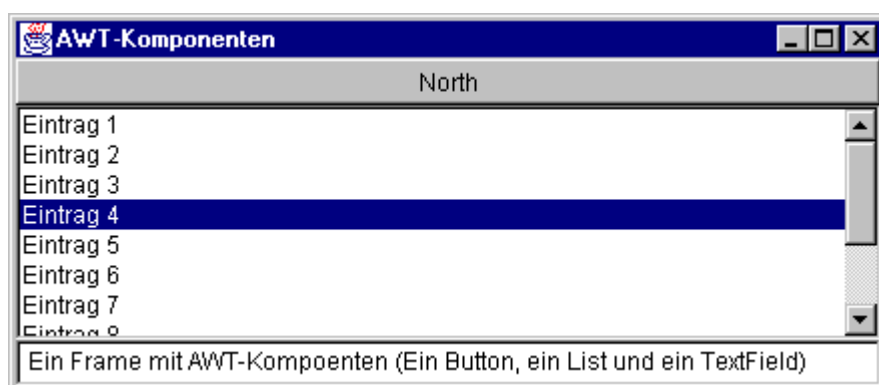 AWT-Komponenten
North
Eintrag 1
Eintrag 2
Eintrag 3
Eintrag 4
Eintrag 5
Eintrag 6
Eintrag 7
Eintrag
Ein Frame mit AWT-Kompoenten (Ein Button, ein List und ein TextField)